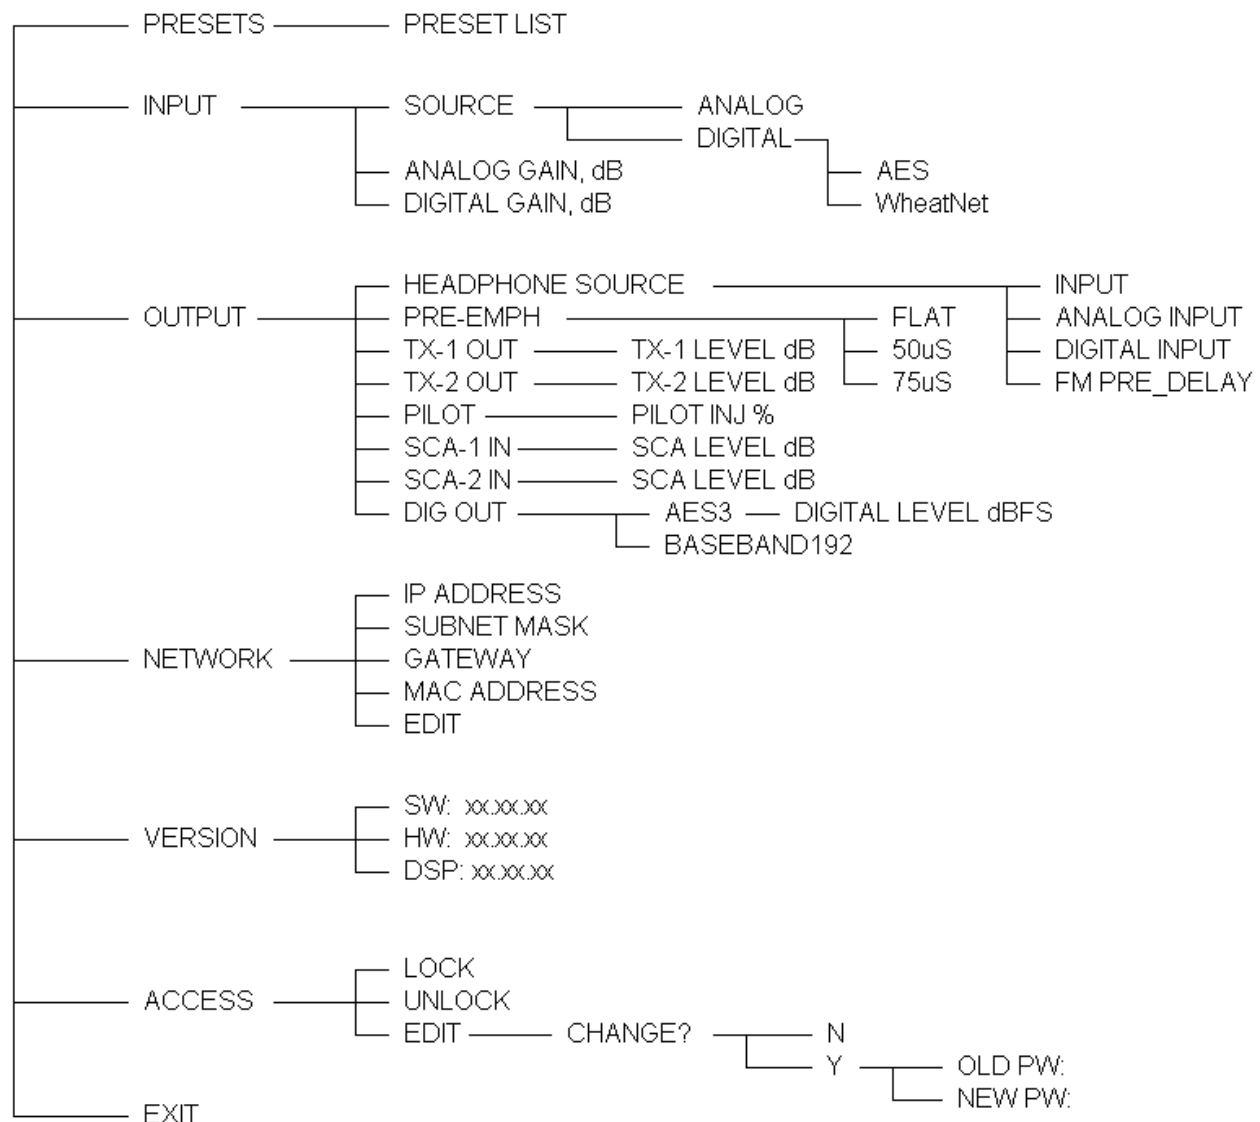 PRESETS PRESET LIST
INPUT SOURCE ANALOG
DIGITAL
ANALOG GAIN, dB AES
DIGITAL GAIN, dB WheatNet
HEADPHONE SOURCE INPUT
OUTPUT PRE-EMPH FLAT ANALOG INPUT
TX-1 OUT TX-1 LEVEL dB 50uS DIGITAL INPUT
TX-2 OUT TX-2 LEVEL dB 75uS FM PRE_DELAY
PILOT PILOT INJ %
SCA-1 IN SCA LEVEL dB
SCA-2 IN SCA LEVEL dB
DIG OUT AES3 DIGITAL LEVEL dBFS
BASEBAND192
IP ADDRESS
SUBNET MASK
NETWORK GATEWAY
MAC ADDRESS
EDIT
SW: xx.xx.xx
VERSION HW: xx.xx.xx
DSP: xx.xx.xx
LOCK
ACCESS UNLOCK
EDIT CHANGE? N
Y OLD PW:
NEW PW:
EXIT